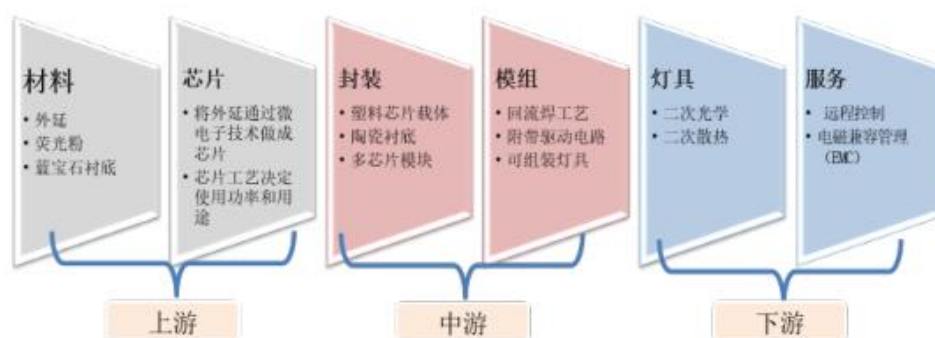 材料
• 外延
• 荧光粉
• 蓝宝石衬底
芯片
• 将外延通过微
电子技术做成
芯片
• 芯片工艺决定
使用功率和用
途
封装
• 塑料芯片载体
• 陶瓷衬底
• 多芯片模块
模组
• 回流焊工艺
• 附带驱动电路
• 可组装灯具
灯具
• 二次光学
• 二次散热
服务
• 远程控制
• 电磁兼容管理
(EMC)
上游
中游
下游